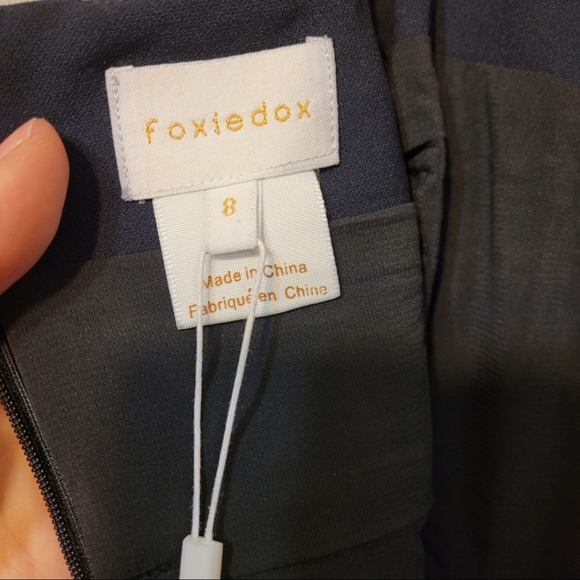 foxiedox
8
Made in China
Fabriqué en Chine